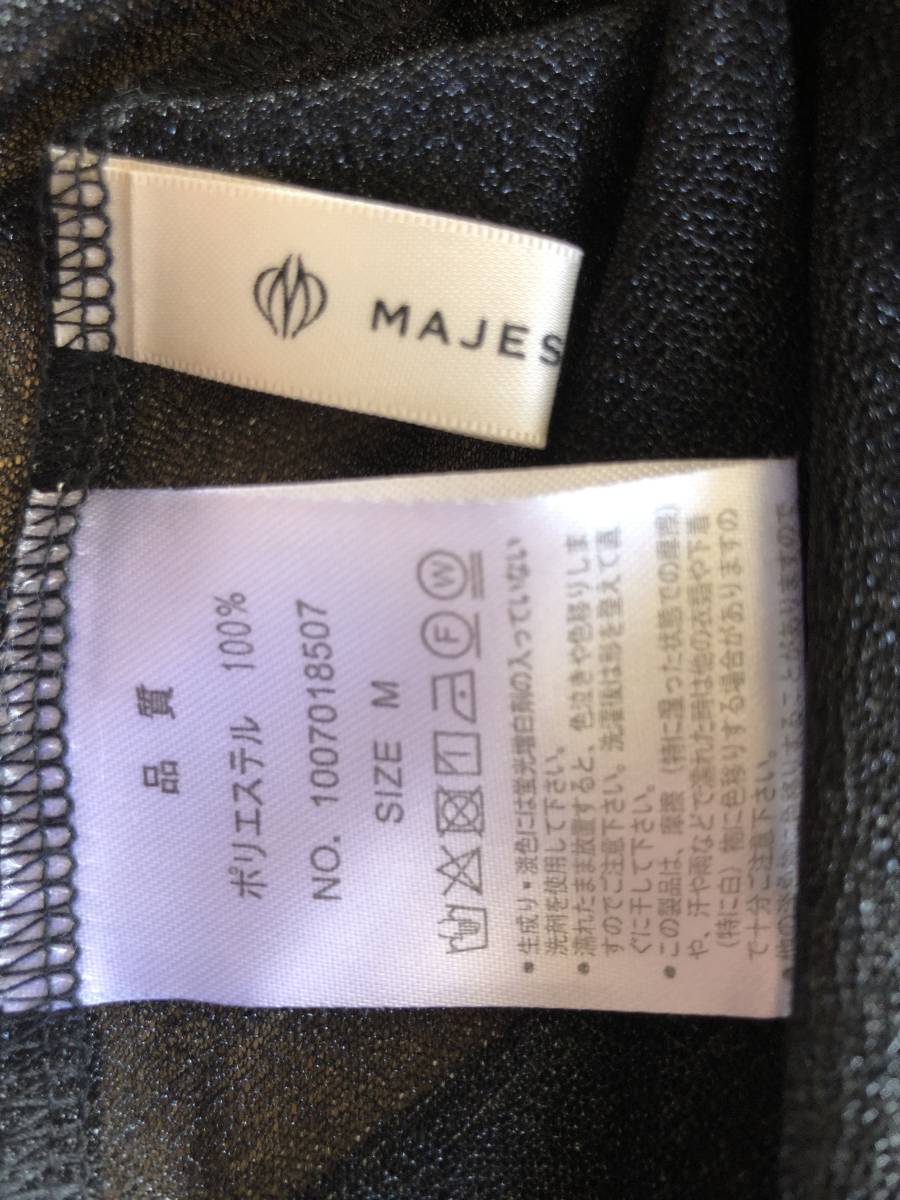 MAJES
品 質
ポリエステル 100%
NO. 1007018507
SIZE M
F W
• 生成り・淡色には蛍光増白剤の入っていない
洗剤を使用して下さい。
• 濡れたまま放置すると、色泣きや色移りしま
すのでご注意下さい。洗濯後は形を整えて直
ぐに干して下さい。
• この製品は、摩擦（特に湿った状態での摩擦）
や、汗や雨などで濡れた時は他の衣類や下着
（特に白）物に色移りする場合がありますの
で十分ご注意下さい。